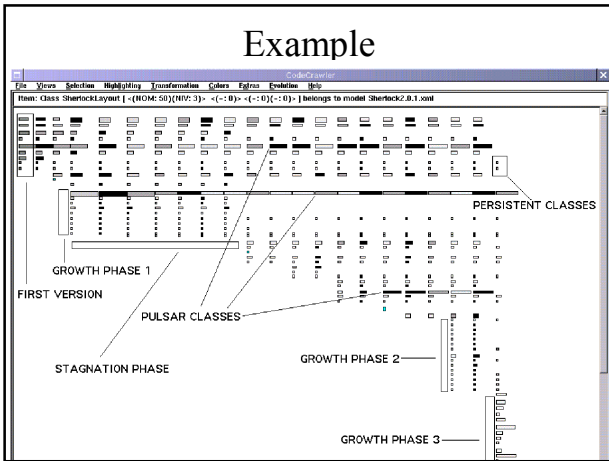 Example
CodeCrawler
File Views Selection Highlighting Transformation Colors Extras Evolution Help
Item: Class SherlockLayout | <(NOM: 50)(NIV: 3)> <(-: 0)> <(-: 0)(-: 0)> | belongs to model Sherlock2.0.1.xml
PERSISTENT CLASSES
GROWTH PHASE 1
FIRST VERSION
PULSAR CLASSES
GROWTH PHASE 2
STAGNATION PHASE
GROWTH PHASE 3